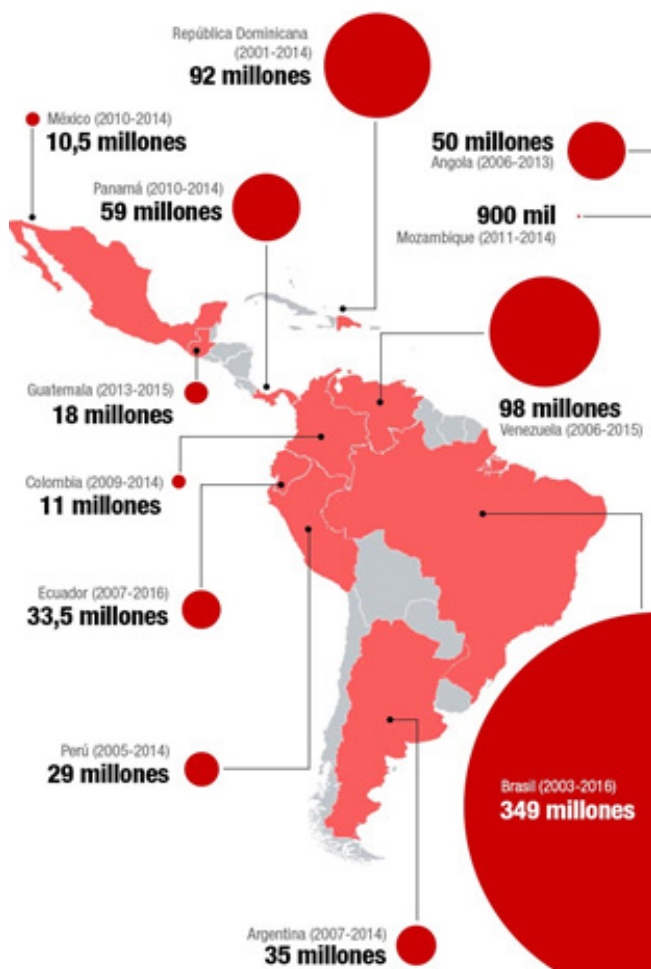 República Dominicana
(2001-2014)
92 millones
México (2010-2014)
10,5 millones
50 millones
Angola (2006-2013)
Panamá (2010-2014)
59 millones
900 mil
Mozambique (2011-2014)
Guatemala (2013-2015)
18 millones
98 millones
Venezuela (2006-2015)
Colombia (2009-2014)
11 millones
Ecuador (2007-2016)
33,5 millones
Perú (2005-2014)
29 millones
Brasil (2003-2016)
349 millones
Argentina (2007-2014)
35 millones